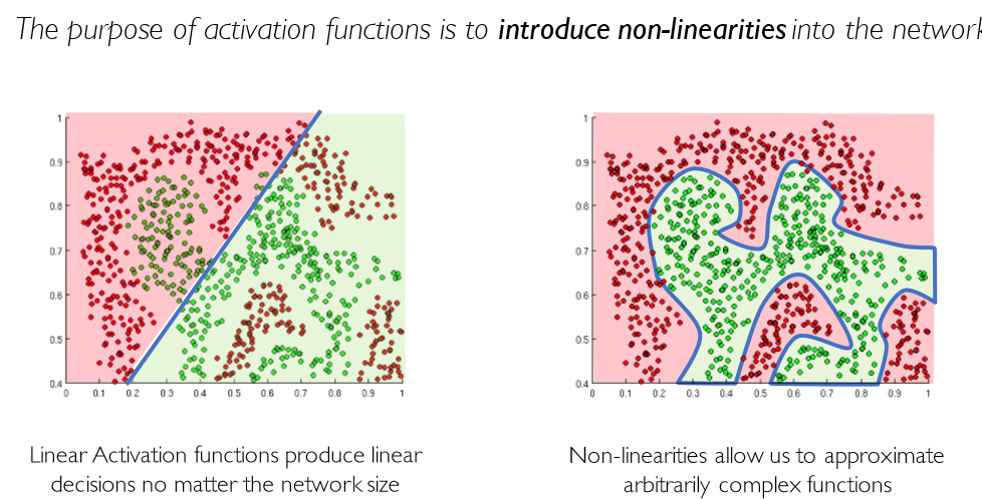 The purpose of activation functions is to introduce non-linearities into the network
1
0.9
0.8
0.7
0.6
0.5
0.4
0 0.1 0.2 0.3 0.4 0.5 0.6 0.7 0.8 0.9 1
1
0.9
0.8
0.7
0.6
0.5
0.4
0 0.1 0.2 0.3 0.4 0.5 0.6 0.7 0.8 0.9 1
Linear Activation functions produce linear
decisions no matter the network size
Non-linearities allow us to approximate
arbitrarily complex functions